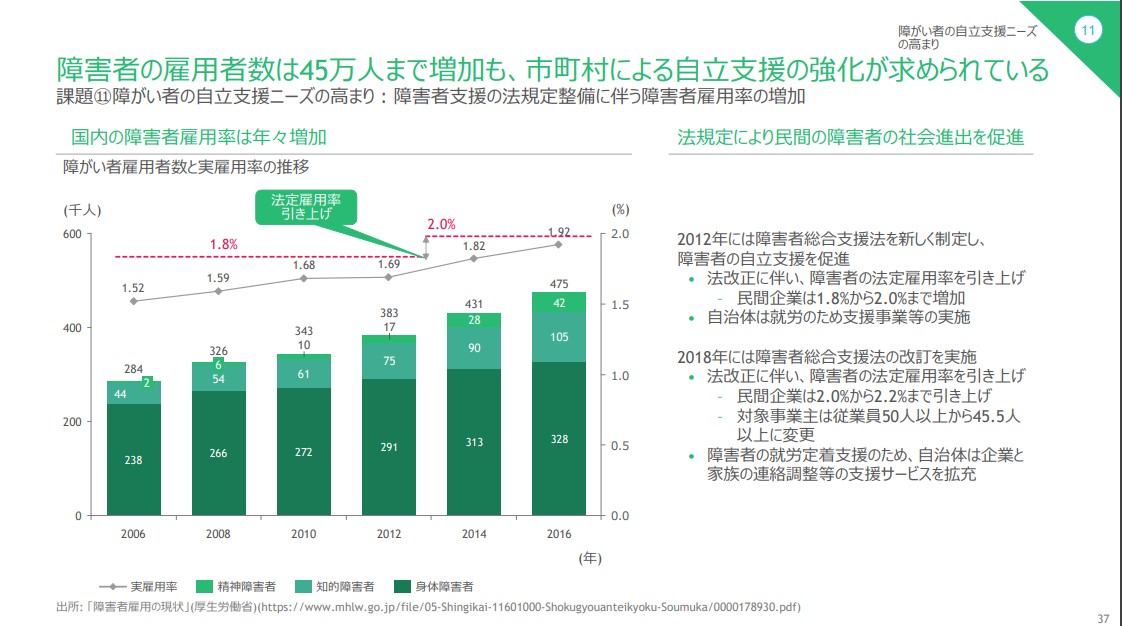 障がい者の自立支援ニーズ
の高まり
11
障害者の雇用者数は45万人まで増加も、市町村による自立支援の強化が求められている
課題⑪障がい者の自立支援ニーズの高まり：障害者支援の法規定整備に伴う障害者雇用率の増加
国内の障害者雇用率は年々増加
障がい者雇用者数と実雇用率の推移
(千人)
(%)
法定雇用率
引き上げ
600
400
200
0
2.0
1.5
1.0
0.5
0.0
1.8%
2.0%
1.52
1.59
1.68
1.69
1.82
1.92
284
2
44
238
326
6
54
266
343
10
61
272
383
17
75
291
431
28
90
313
475
42
105
328
2006
2008
2010
2012
2014
2016
(年)
実雇用率
精神障害者
知的障害者
身体障害者
法規定により民間の障害者の社会進出を促進
2012年には障害者総合支援法を新しく制定し、
障害者の自立支援を促進
• 法改正に伴い、障害者の法定雇用率を引き上げ
- 民間企業は1.8%から2.0%まで増加
• 自治体は就労のため支援事業等の実施
2018年には障害者総合支援法の改訂を実施
• 法改正に伴い、障害者の法定雇用率を引き上げ
- 民間企業は2.0%から2.2%まで引き上げ
- 対象事業主は従業員50人以上から45.5人
以上に変更
• 障害者の就労定着支援のため、自治体は企業と
家族の連絡調整等の支援サービスを拡充
出所:「障害者雇用の現状」(厚生労働省)(https://www.mhlw.go.jp/file/05-Shingikai-11601000-Shokugyouanteikyoku-Soumuka/0000178930.pdf)
37